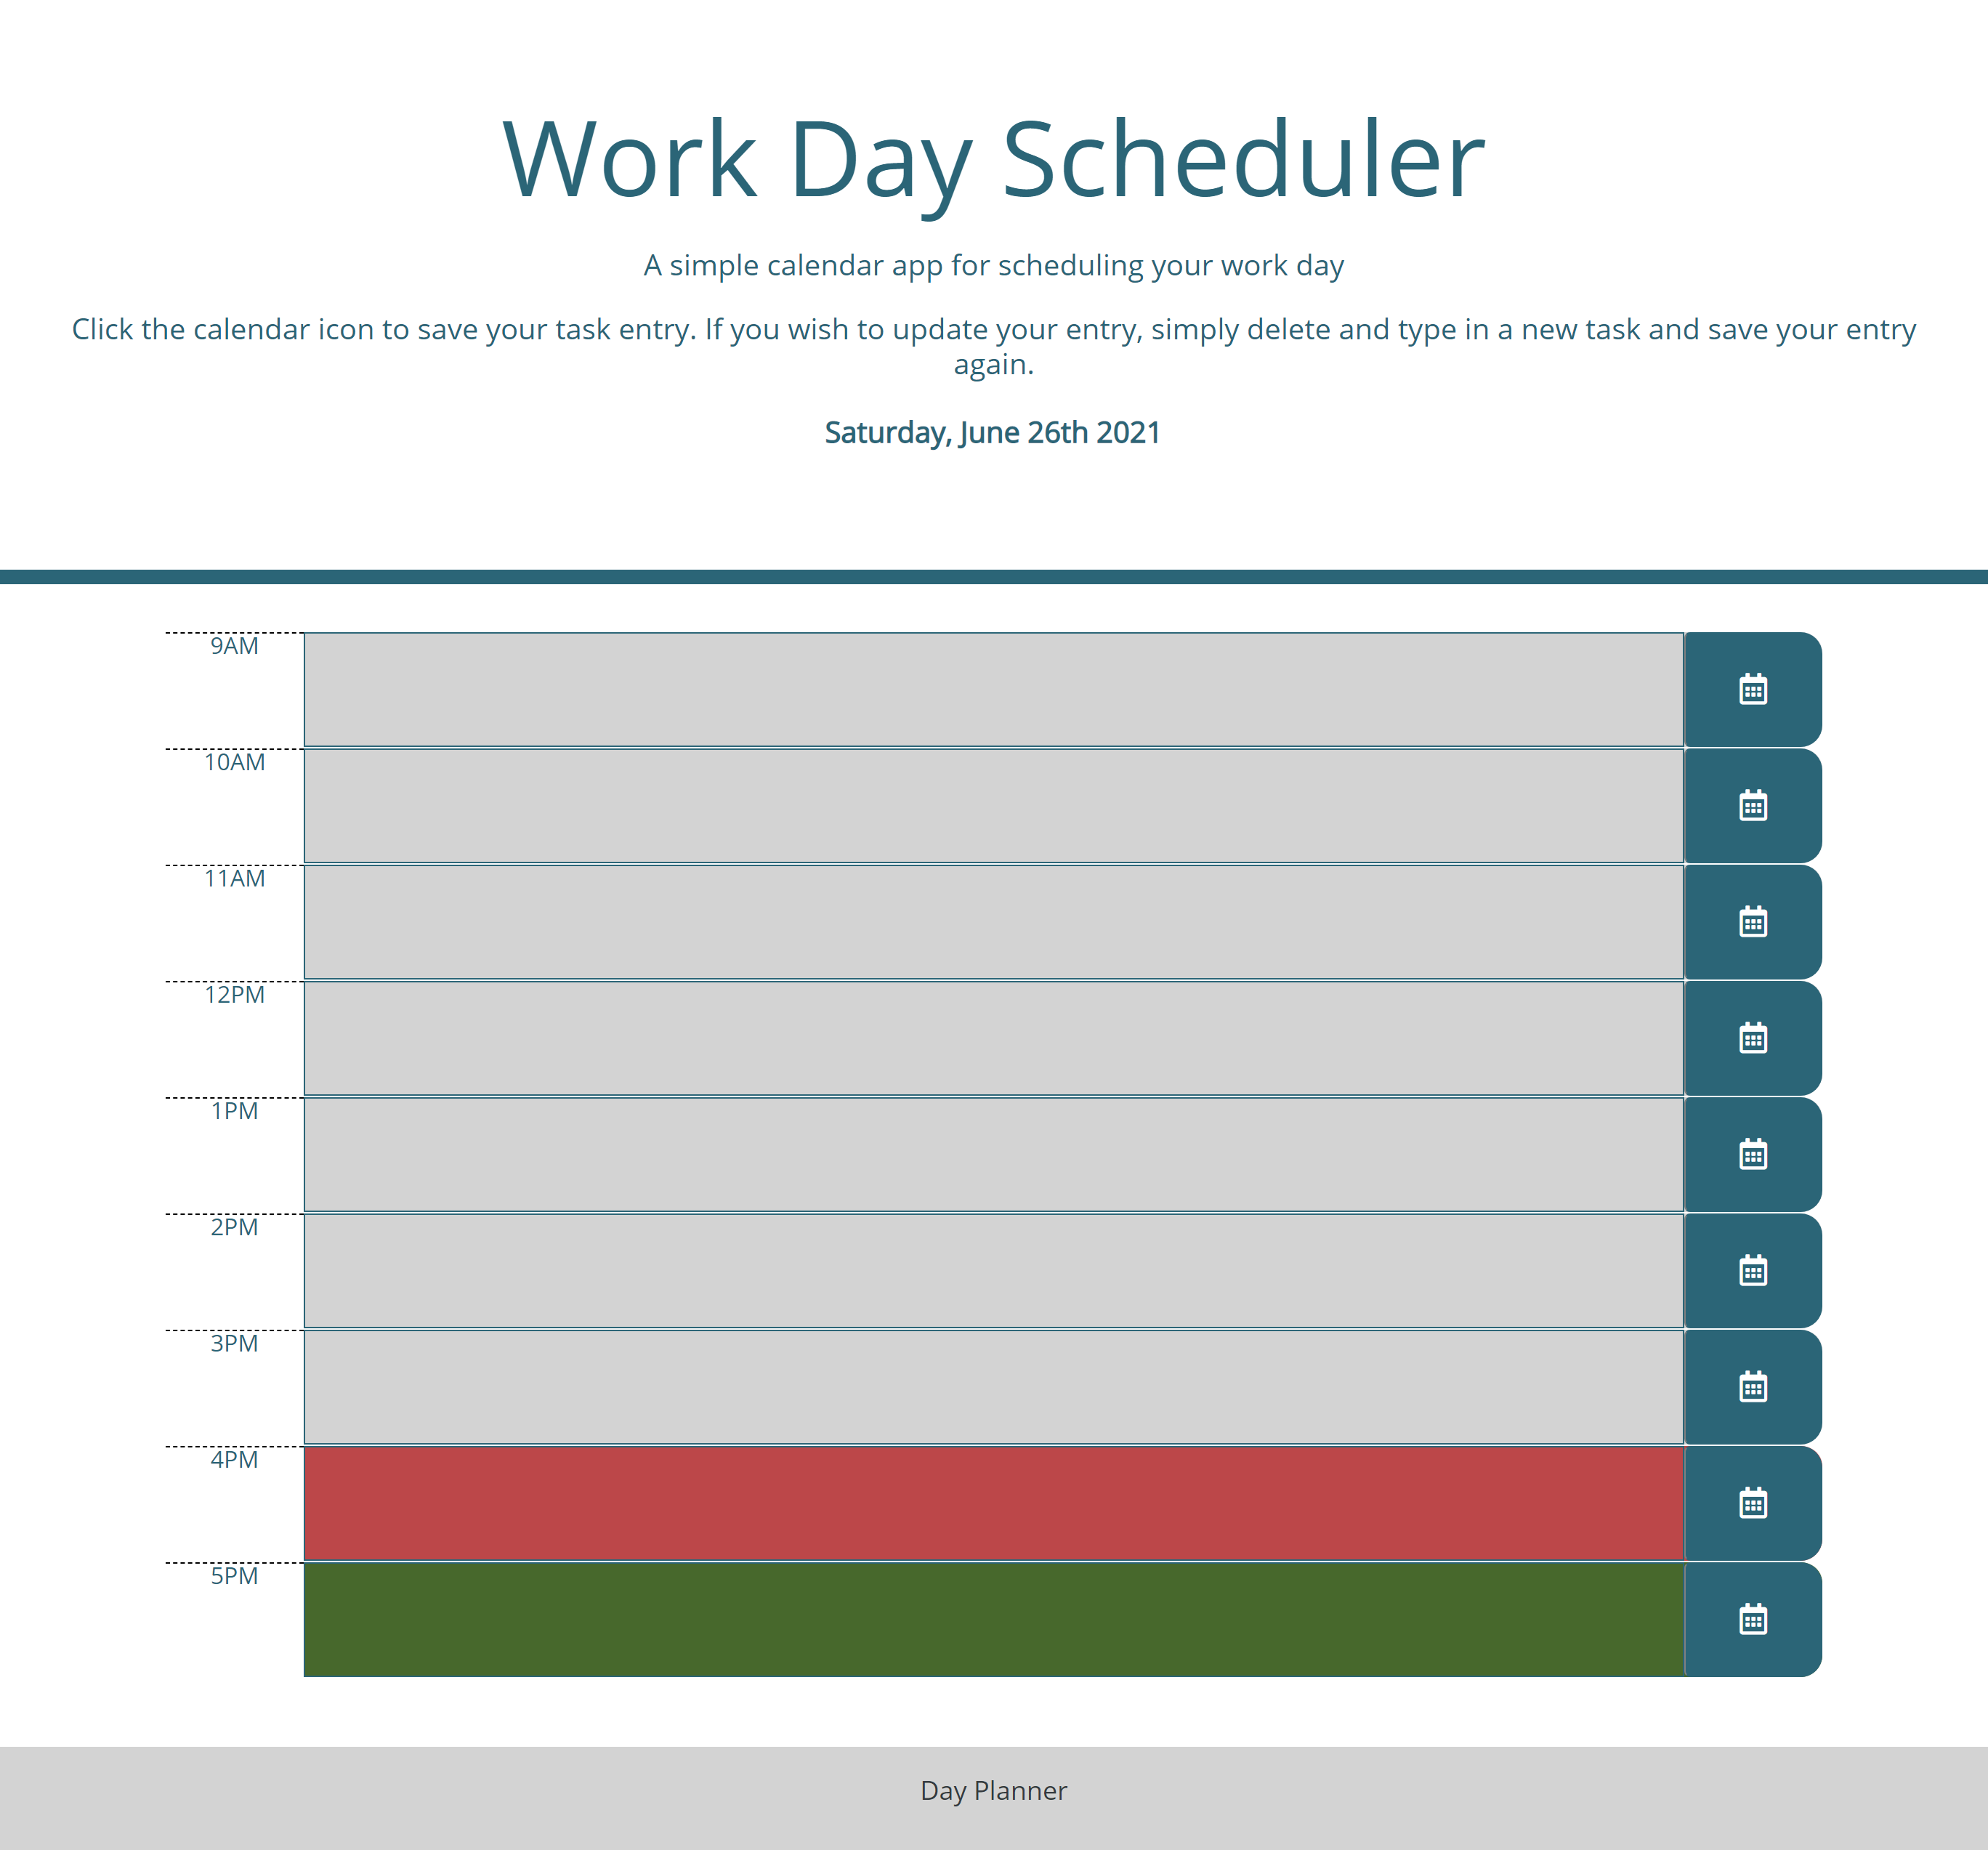 Work Day Scheduler
A simple calendar app for scheduling your work day
Click the calendar icon to save your task entry. If you wish to update your entry, simply delete and type in a new task and save your entry
again.
Saturday, June 26th 2021
9AM
10AM
11AM
12PM
1PM
2PM
3PM
4PM
5PM
Day Planner